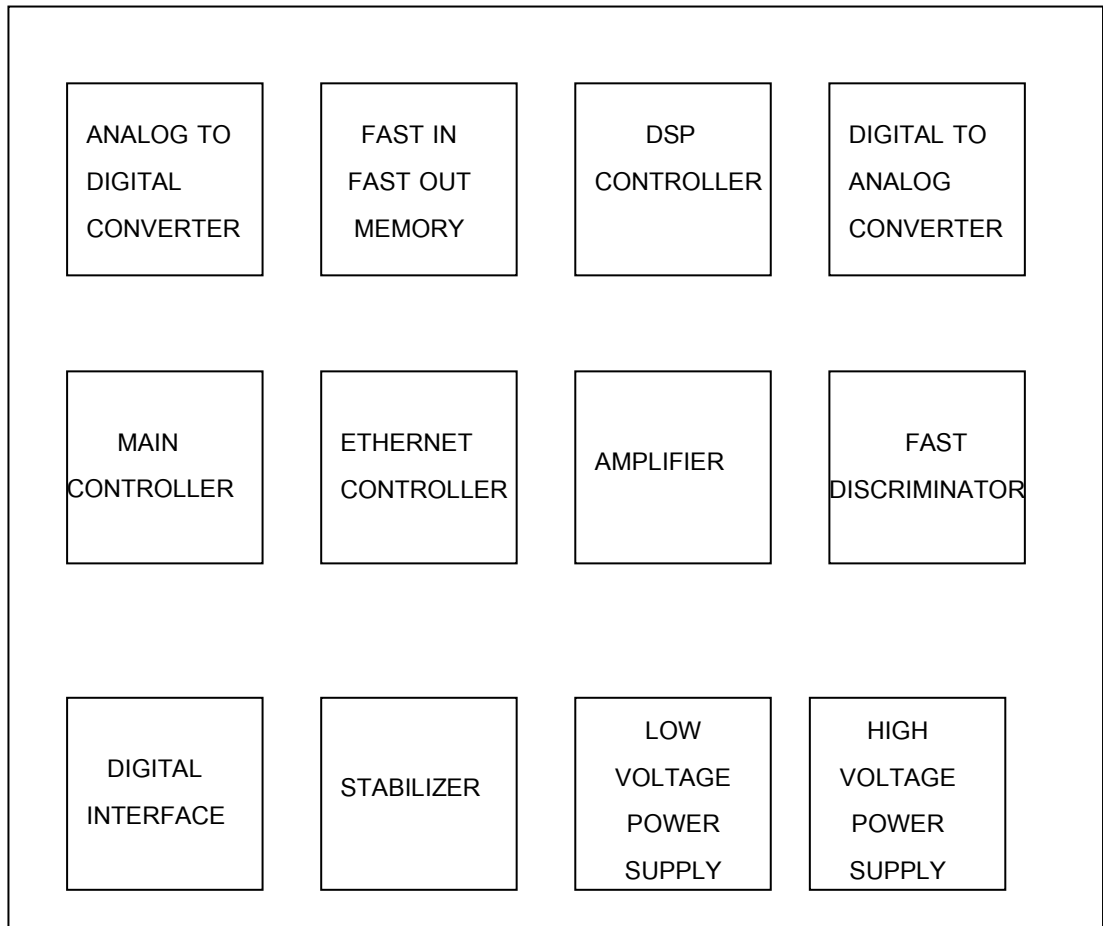 ANALOG TO
DIGITAL
CONVERTER
FAST IN
FAST OUT
MEMORY
DSP
CONTROLLER
DIGITAL TO
ANALOG
CONVERTER
MAIN
CONTROLLER
ETHERNET
CONTROLLER
AMPLIFIER
FAST
DISCRIMINATOR
DIGITAL
INTERFACE
STABILIZER
LOW
VOLTAGE
POWER
SUPPLY
HIGH
VOLTAGE
POWER
SUPPLY